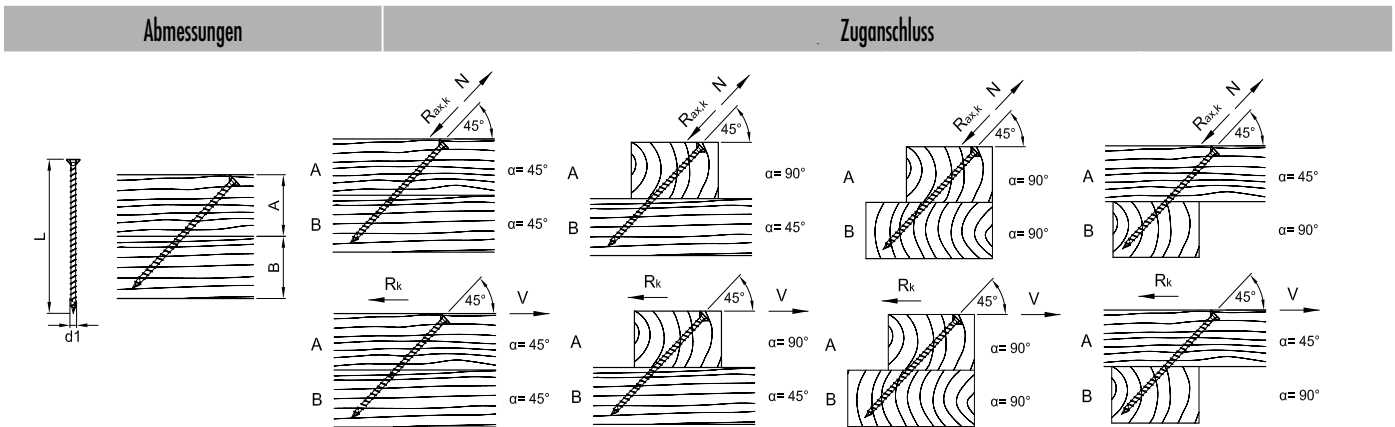 Abmessungen
Zuganschluss
L
d1
A
B
Rax,k
N
45°
A
α= 45°
B
α= 45°
Rax,k
N
45°
A
α= 90°
B
α= 45°
Rax,k
N
45°
A
α= 90°
B
α= 90°
Rax,k
N
45°
A
α= 45°
B
α= 90°
Rk
45°
V
A
α= 45°
B
α= 45°
Rk
45°
V
A
α= 90°
B
α= 45°
Rk
45°
V
A
α= 90°
B
α= 90°
Rk
45°
V
A
α= 45°
B
α= 90°